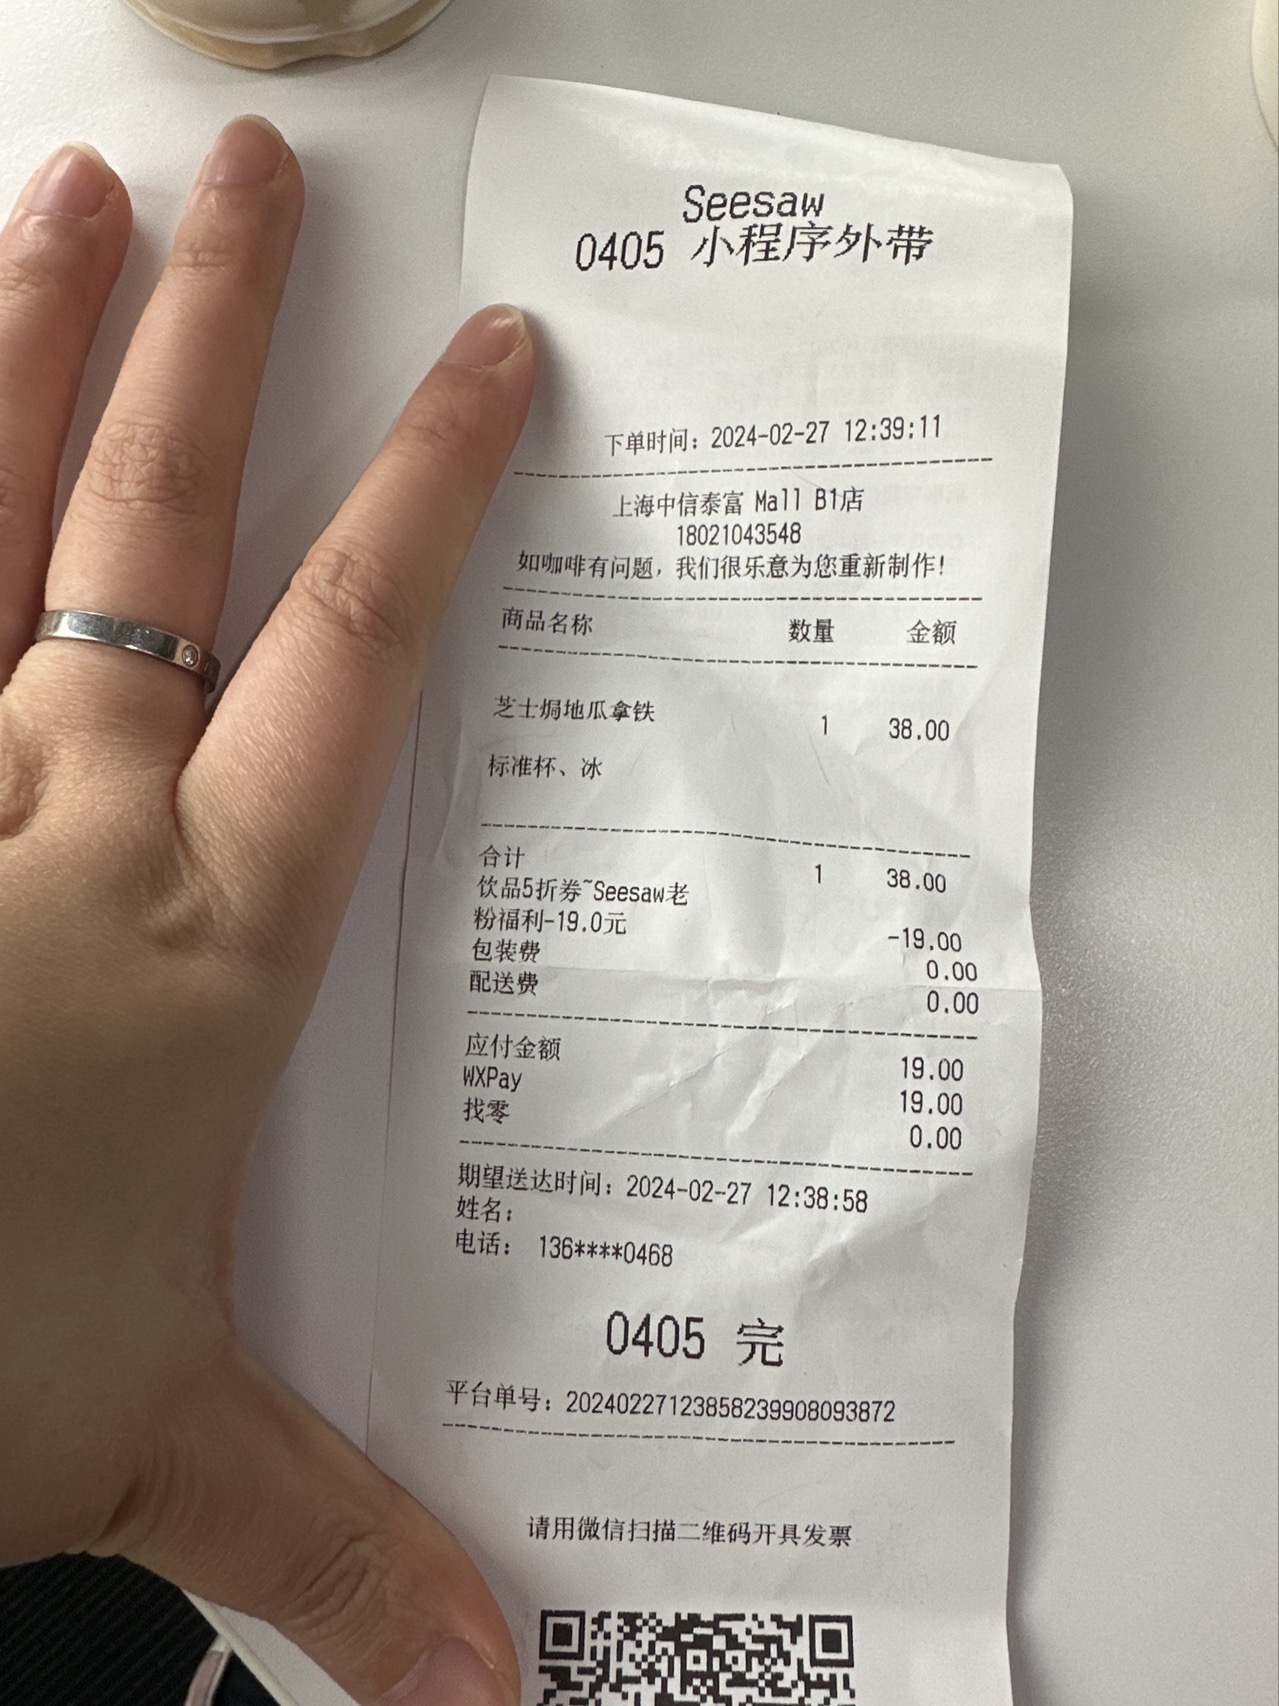 Seesaw
0405 小程序外带
下单时间：2024-02-27 12:39:11
上海中信泰富 Mall B1店
18021043548
如咖啡有问题，我们很乐意为您重新制作！
商品名称 数量 金额
芝士焗地瓜拿铁 1 38.00
标准杯、冰
合计 1 38.00
饮品5折券~Seesaw老
粉福利-19.0元 -19.00
包装费 0.00
配送费 0.00
应付金额 19.00
WXPay 19.00
找零 0.00
期望送达时间：2024-02-27 12:38:58
姓名：
电话： 136****0468
0405 完
平台单号：20240227123858239908093872
请用微信扫描二维码开具发票